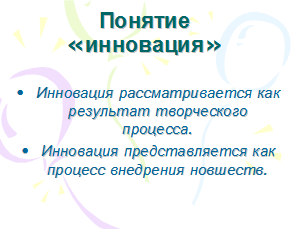 Понятие
«инновация»
• Инновация рассматривается как
результат творческого
процесса.
• Инновация представляется как
процесс внедрения новшеств.